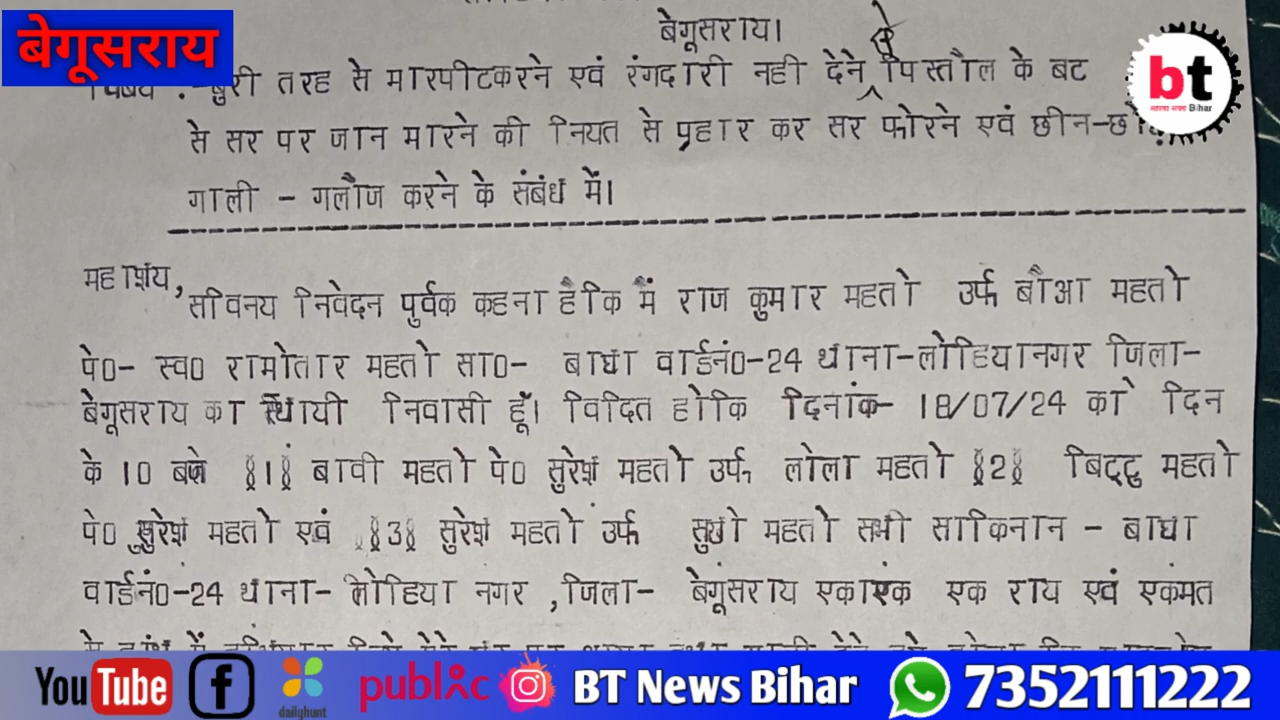 बेगूसराय
बेगूसराय।
bt
Bihar
बुरी तरह से मारपीटकरने एवं रंगदारी नही देने पे पिस्तौल के बट
से सर पर जान मारने की नियत से प्रहार कर सर फोरने एवं छीन-छोर
गाली - गलौज करने के संबंध में।
महाशय,
सविनय निवेदन पुर्वक कहना हैकि मैं राज कुमार महतो उर्फ बौआ महतो
पे0- स्व0 रामोतार महतो सा0- बाघा वार्डनं0-24 थाना-लोहियानगर जिला-
बेगूसराय का स्थायी निवासी हूँ। विदित होकि दिनांक- 18/07/24 को दिन
के 10 बजे §1§ बावी महतो पे0 सुरेश महतो उर्फ लोला महतो §2§ बिट्टु महतो
पे0 सुरेश महतो एवं §3§ सुरेश महतो उर्फ सुधो महतो सभी साकिनान - बाघा
वार्डनं0-24 थाना- लोहिया नगर , जिला- बेगूंसराय एकाएक एक राय एवं एकंमत
YouTube f dailyhunt public BT News Bihar 7352111222